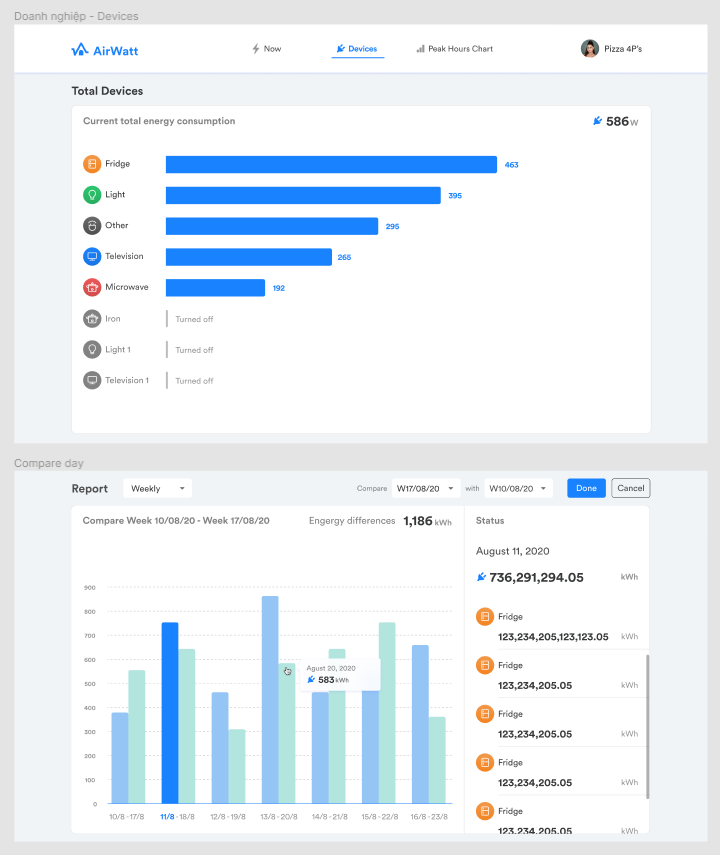 Doanh nghiệp - Devices
AirWatt Now Devices Peak Hours Chart Pizza 4P's
Total Devices
Current total energy consumption 586 W
Fridge 463
Light 395
Other 295
Television 265
Microwave 192
Iron Turned off
Light 1 Turned off
Television 1 Turned off
Compare day
Report Weekly Compare W17/08/20 with W10/08/20 Done Cancel
Compare Week 10/08/20 - Week 17/08/20 Engergy differences 1,186 kWh
Status
August 11, 2020
736,291,294.05 kWh
Fridge
123,234,205,123,123.05 kWh
Fridge
123,234,205.05 kWh
Fridge
123,234,205.05 kWh
Fridge
123,234,205.05 kWh
Fridge
123,234,205.05 kWh
900
800
700
600
500
400
300
200
100
0
Agust 20, 2020
583 kWh
10/8 - 17/8 11/8 - 18/8 12/8 - 19/8 13/8 - 20/8 14/8 - 21/8 15/8 - 22/8 16/8 - 23/8